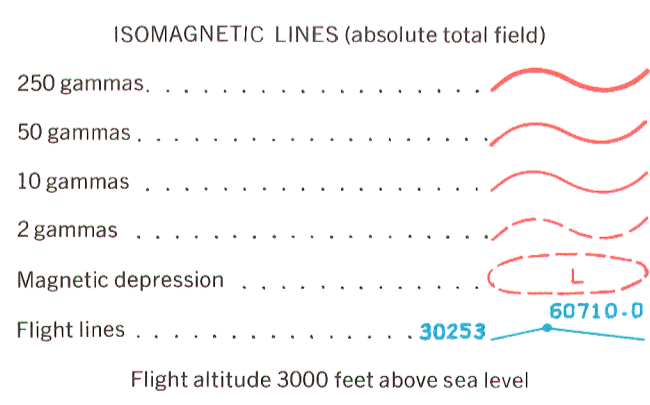 ISOMAGNETIC LINES (absolute total field)
250 gammas. . . . . . . . . . . . . . . . . .
50 gammas . . . . . . . . . . . . . . . . . . .
10 gammas . . . . . . . . . . . . . . . . . .
2 gammas . . . . . . . . . . . . . . . . . . .
Magnetic depression . . . . . . . . . . . . . L
60710-0
Flight lines . . . . . . . . . . . . . . . 30253
Flight altitude 3000 feet above sea level